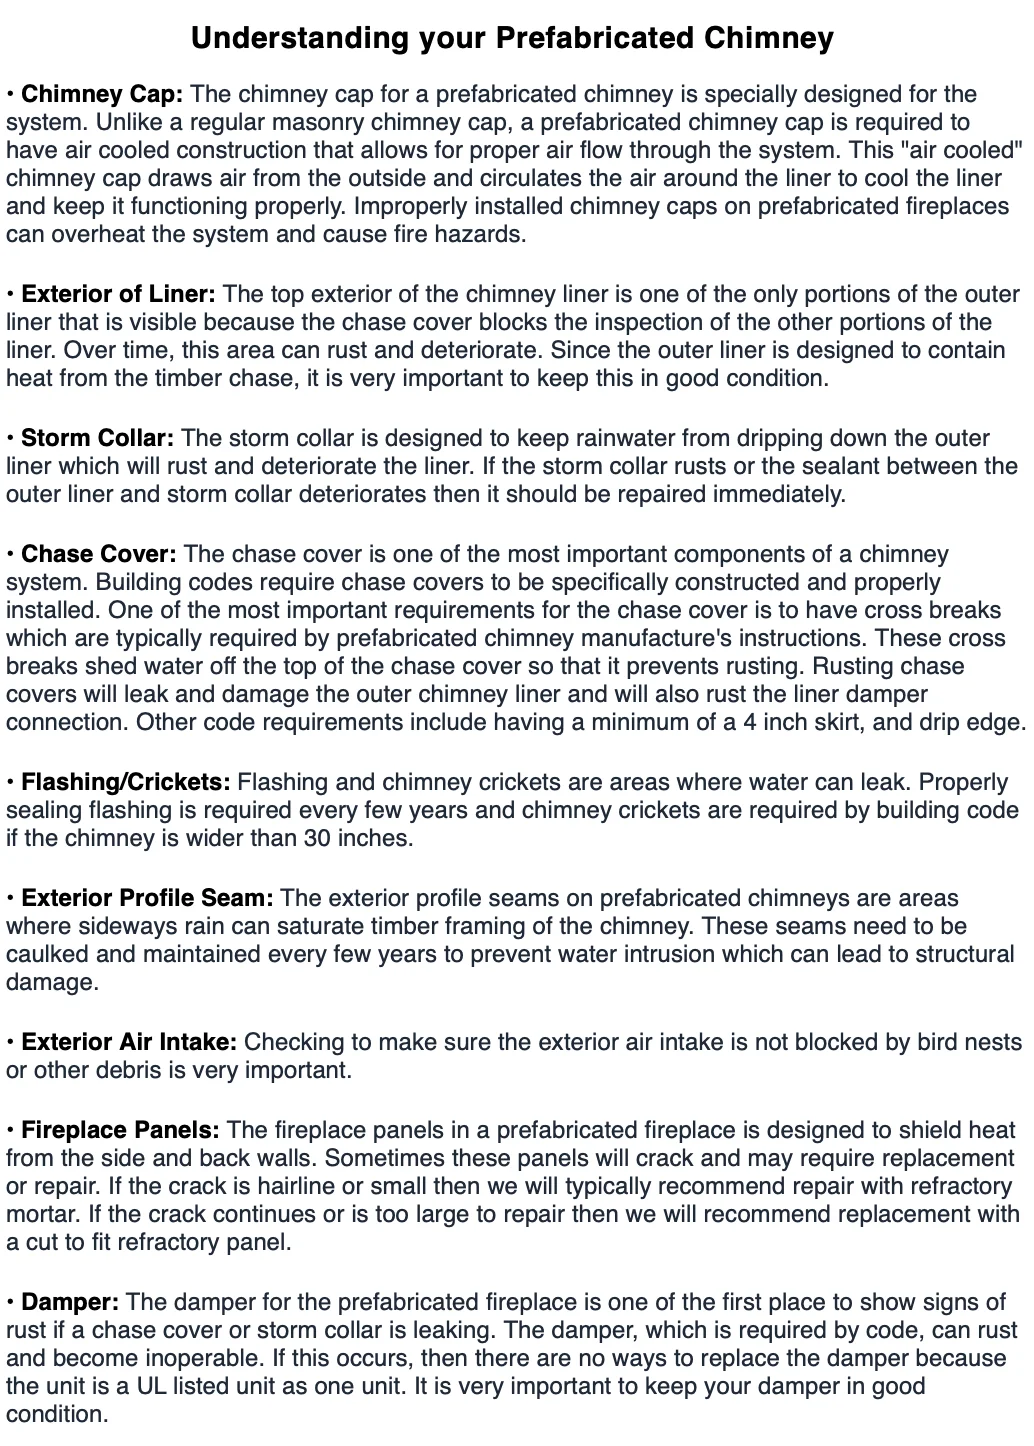 Understanding your Prefabricated Chimney
• Chimney Cap: The chimney cap for a prefabricated chimney is specially designed for the
system. Unlike a regular masonry chimney cap, a prefabricated chimney cap is required to
have air cooled construction that allows for proper air flow through the system. This "air cooled"
chimney cap draws air from the outside and circulates the air around the liner to cool the liner
and keep it functioning properly. Improperly installed chimney caps on prefabricated fireplaces
can overheat the system and cause fire hazards.
• Exterior of Liner: The top exterior of the chimney liner is one of the only portions of the outer
liner that is visible because the chase cover blocks the inspection of the other portions of the
liner. Over time, this area can rust and deteriorate. Since the outer liner is designed to contain
heat from the timber chase, it is very important to keep this in good condition.
• Storm Collar: The storm collar is designed to keep rainwater from dripping down the outer
liner which will rust and deteriorate the liner. If the storm collar rusts or the sealant between the
outer liner and storm collar deteriorates then it should be repaired immediately.
• Chase Cover: The chase cover is one of the most important components of a chimney
system. Building codes require chase covers to be specifically constructed and properly
installed. One of the most important requirements for the chase cover is to have cross breaks
which are typically required by prefabricated chimney manufacture's instructions. These cross
breaks shed water off the top of the chase cover so that it prevents rusting. Rusting chase
covers will leak and damage the outer chimney liner and will also rust the liner damper
connection. Other code requirements include having a minimum of a 4 inch skirt, and drip edge.
• Flashing/Crickets: Flashing and chimney crickets are areas where water can leak. Properly
sealing flashing is required every few years and chimney crickets are required by building code
if the chimney is wider than 30 inches.
• Exterior Profile Seam: The exterior profile seams on prefabricated chimneys are areas
where sideways rain can saturate timber framing of the chimney. These seams need to be
caulked and maintained every few years to prevent water intrusion which can lead to structural
damage.
• Exterior Air Intake: Checking to make sure the exterior air intake is not blocked by bird nests
or other debris is very important.
• Fireplace Panels: The fireplace panels in a prefabricated fireplace is designed to shield heat
from the side and back walls. Sometimes these panels will crack and may require replacement
or repair. If the crack is hairline or small then we will typically recommend repair with refractory
mortar. If the crack continues or is too large to repair then we will recommend replacement with
a cut to fit refractory panel.
• Damper: The damper for the prefabricated fireplace is one of the first place to show signs of
rust if a chase cover or storm collar is leaking. The damper, which is required by code, can rust
and become inoperable. If this occurs, then there are no ways to replace the damper because
the unit is a UL listed unit as one unit. It is very important to keep your damper in good
condition.